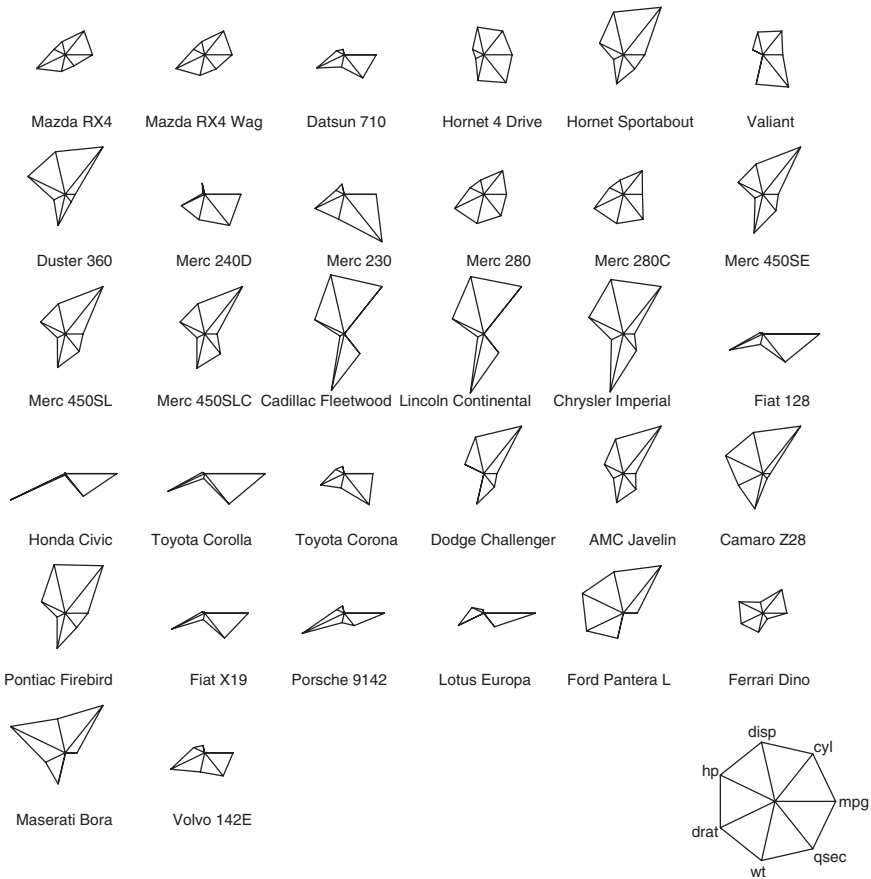 Mazda RX4 Mazda RX4 Wag Datsun 710 Hornet 4 Drive Hornet Sportabout Valiant
Duster 360 Merc 240D Merc 230 Merc 280 Merc 280C Merc 450SE
Merc 450SL Merc 450SLC Cadillac Fleetwood Lincoln Continental Chrysler Imperial Fiat 128
Honda Civic Toyota Corolla Toyota Corona Dodge Challenger AMC Javelin Camaro Z28
Pontiac Firebird Fiat X19 Porsche 9142 Lotus Europa Ford Pantera L Ferrari Dino
Maserati Bora Volvo 142E
disp
cyl
hp
mpg
drat
qsec
wt